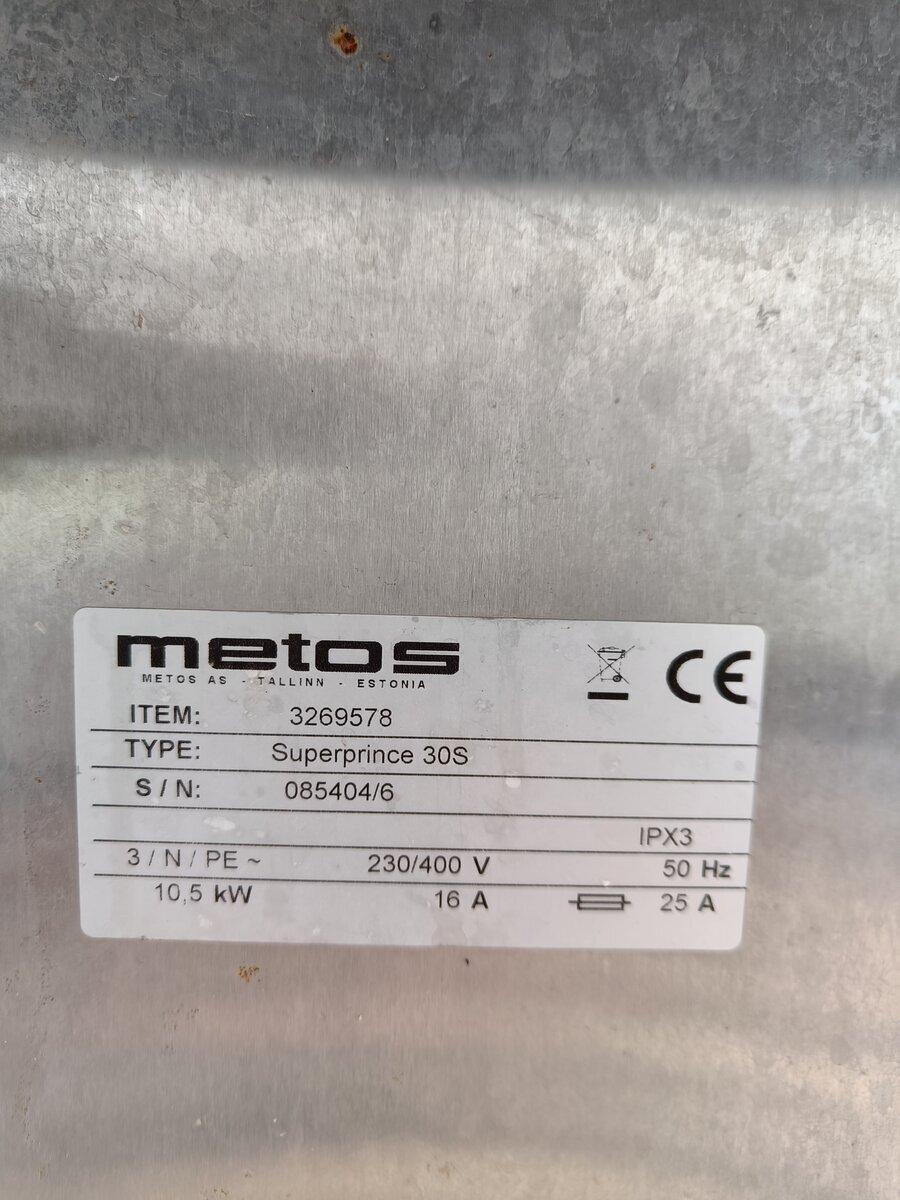 metos
METOS AS - TALLINN - ESTONIA
CE
ITEM: 3269578
TYPE: Superprince 30S
S / N: 085404/6
IPX3
3 / N / PE ~ 230/400 V 50 Hz
10,5 kW 16 A 25 A